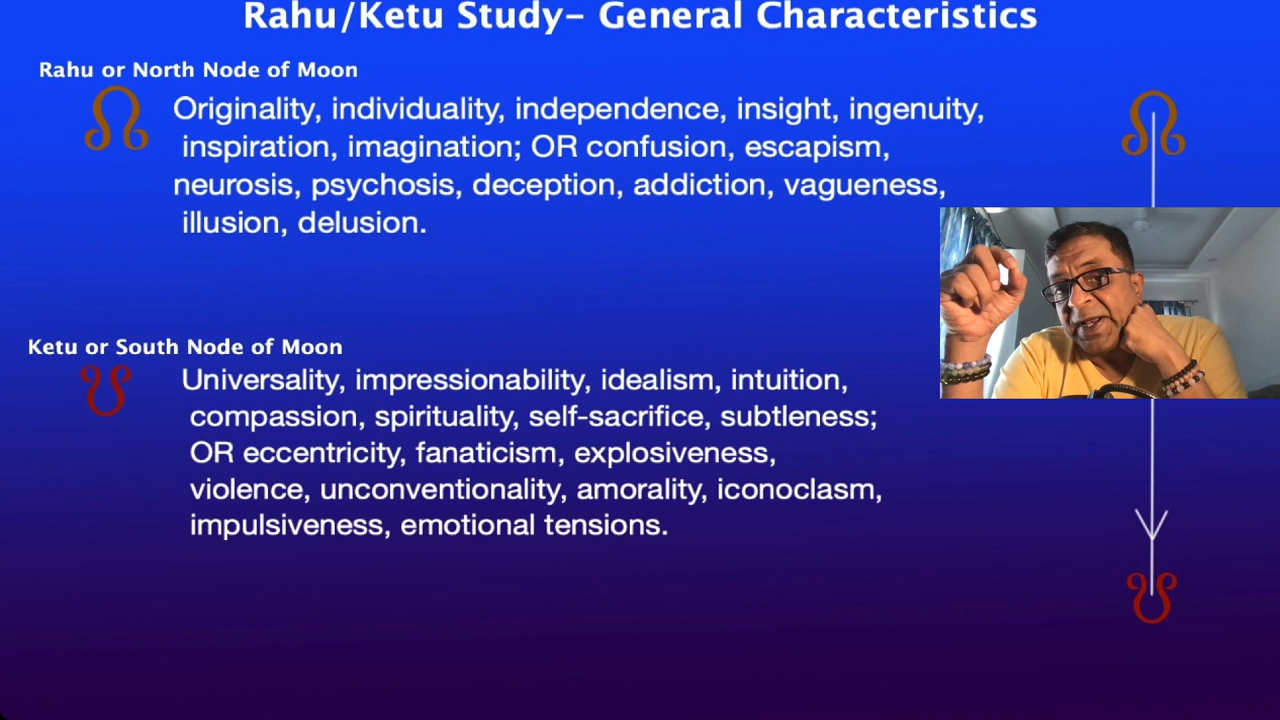 Rahu/Ketu Study– General Characteristics
Rahu or North Node of Moon
Originality, individuality, independence, insight, ingenuity,
inspiration, imagination; OR confusion, escapism,
neurosis, psychosis, deception, addiction, vagueness,
illusion, delusion.
Ketu or South Node of Moon
Universality, impressionability, idealism, intuition,
compassion, spirituality, self-sacrifice, subtleness;
OR eccentricity, fanaticism, explosiveness,
violence, unconventionality, amorality, iconoclasm,
impulsiveness, emotional tensions.